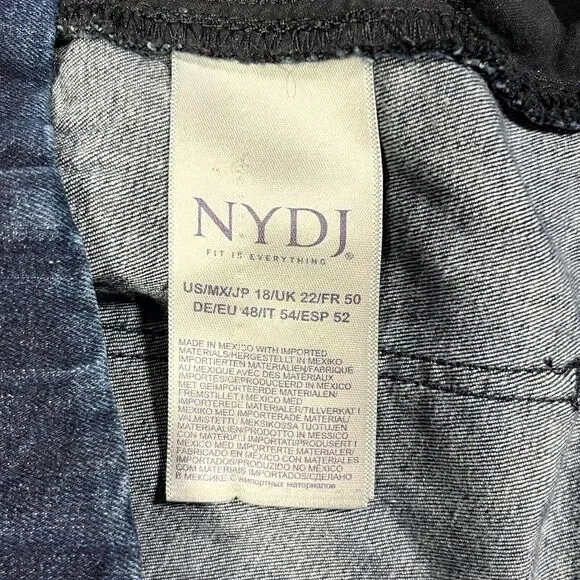 NYDJ®
FIT IS EVERYTHING
US/MX/JP 18/UK 22/FR 50
DE/EU 48/IT 54/ESP 52
MADE IN MEXICO WITH IMPORTED
MATERIALS/HERGESTELLT IN MEXIKO
IMPORTIERTEN MATERIALIEN/FABRIQUÉ
AU MEXIQUE AVEC DES MATÉRIAUX
IMPORTES/GEPRODUCEERD IN MEXICO
MET GEIMPORTEERDE MATERIALEN/
FREMSTILLET I MEXICO MED
IMPORTEREDE MATERIALER/TILLVERKAT I
MEXIKO MED IMPORTERADE MATERIAL/
VALMISTETTU MEKSIKOSSA TUOTUJEN
MATERIAALIEN/PRODOTTO IN MESSICO
CON MATERIALI IMPORTATI/PRODUSERT I
MEXICO MED IMPORTERTE MATERIALER/
FABRICADO EN MÉXICO CON MATERIALES
IMPORTADOS/PRODUZIDO NO MÉXICO
COM MATERIAIS IMPORTADOS/СДЕЛАНО
В МЕКСИКЕ С импортных материалов